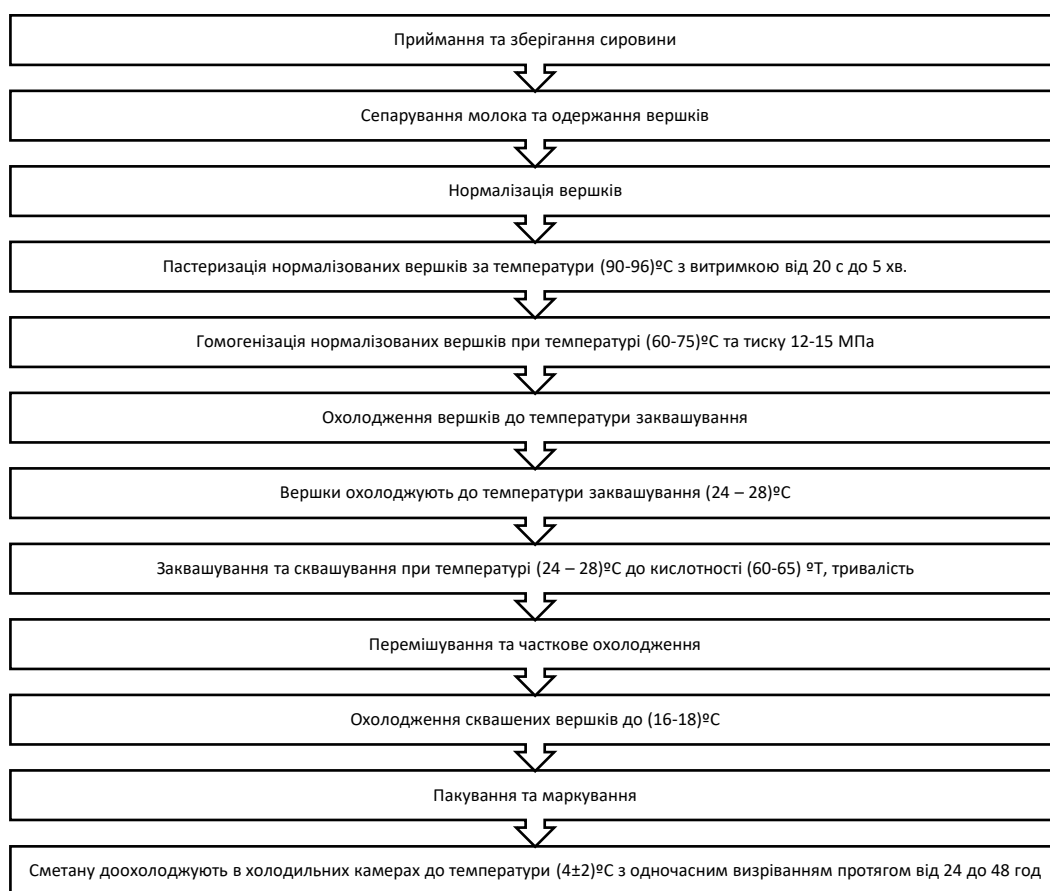 Приймання та зберігання сировини
Сепарування молока та одержання вершків
Нормалізація вершків
Пастеризація нормалізованих вершків за температури (90-96)ºС з витримкою від 20 с до 5 хв.
Гомогенізація нормалізованих вершків при температурі (60-75)ºС та тиску 12-15 МПа
Охолодження вершків до температури заквашування
Вершки охолоджують до температури заквашування (24 – 28)ºС
Заквашування та сквашування при температурі (24 – 28)ºС до кислотності (60-65) ºТ, тривалість
Перемішування та часткове охолодження
Охолодження сквашених вершків до (16-18)ºС
Пакування та маркування
Сметану доохолоджують в холодильних камерах до температури (4±2)ºС з одночасним визріванням протягом від 24 до 48 год